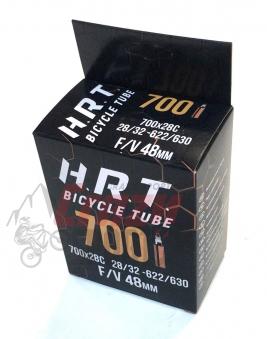 H.R.T.
BICYCLE TUBE
700
700x28C
28/32-622/630
F/V 48MM
H.R.T
BICYCLE TUBE
700
700x28C 28/32-622/630
F/V 48MM